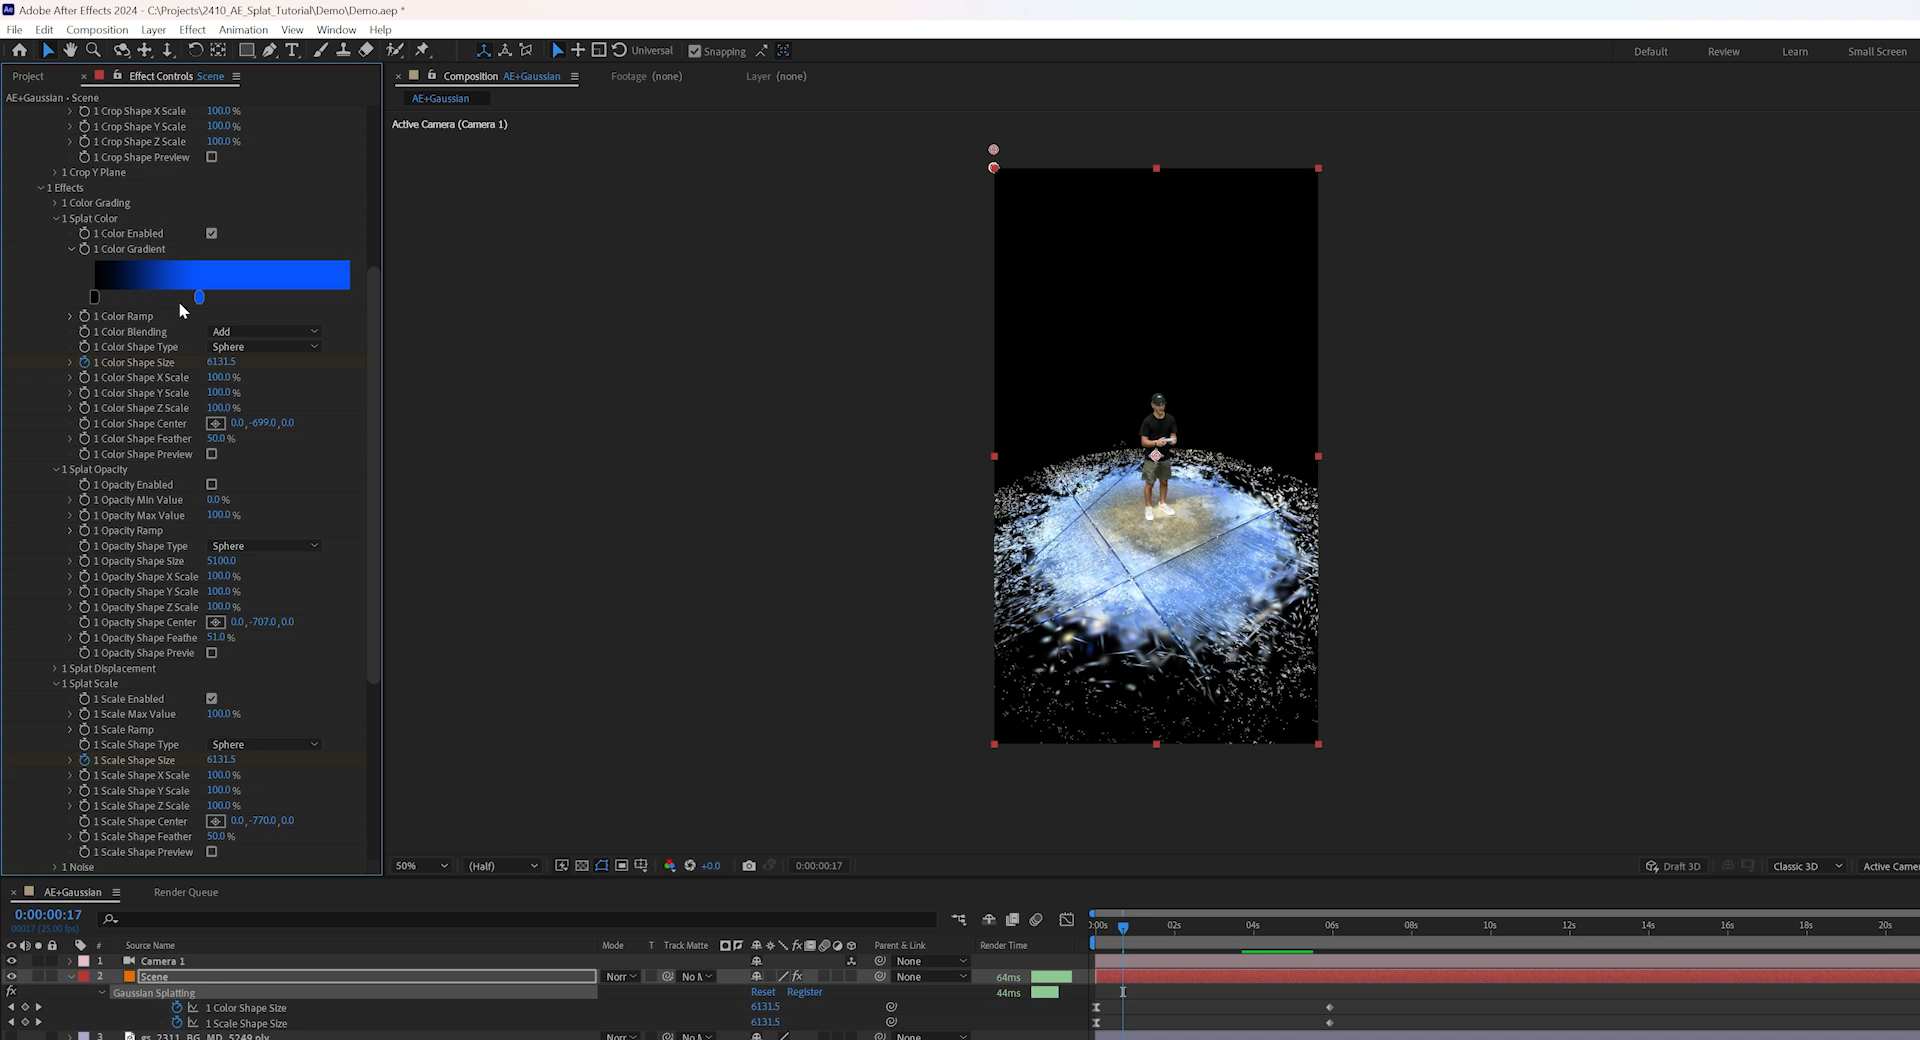 Adobe After Effects 2024 - C:\Projects\2410_AE_Splat_Tutorial\Demo\Demo.aep *
File Edit Composition Layer Effect Animation View Window Help
Universal Snapping Default Review Learn Small Screen
Project Effect Controls Scene
AE+Gaussian • Scene
1 Crop Shape X Scale 100.0 %
1 Crop Shape Y Scale 100.0 %
1 Crop Shape Z Scale 100.0 %
1 Crop Shape Preview
1 Crop Y Plane
1 Effects
1 Color Grading
1 Splat Color
1 Color Enabled
1 Color Gradient
1 Color Ramp
1 Color Blending Add
1 Color Shape Type Sphere
1 Color Shape Size 6131.5
1 Color Shape X Scale 100.0 %
1 Color Shape Y Scale 100.0 %
1 Color Shape Z Scale 100.0 %
1 Color Shape Center 0.0, -699.0, 0.0
1 Color Shape Feather 50.0 %
1 Color Shape Preview
1 Splat Opacity
1 Opacity Enabled
1 Opacity Min Value 0.0 %
1 Opacity Max Value 100.0 %
1 Opacity Ramp
1 Opacity Shape Type Sphere
1 Opacity Shape Size 5100.0
1 Opacity Shape X Scale 100.0 %
1 Opacity Shape Y Scale 100.0 %
1 Opacity Shape Z Scale 100.0 %
1 Opacity Shape Center 0.0, -707.0, 0.0
1 Opacity Shape Feathe 51.0 %
1 Opacity Shape Previe
1 Splat Displacement
1 Splat Scale
1 Scale Enabled
1 Scale Max Value 100.0 %
1 Scale Ramp
1 Scale Shape Type Sphere
1 Scale Shape Size 6131.5
1 Scale Shape X Scale 100.0 %
1 Scale Shape Y Scale 100.0 %
1 Scale Shape Z Scale 100.0 %
1 Scale Shape Center 0.0, -770.0, 0.0
1 Scale Shape Feather 50.0 %
1 Scale Shape Preview
1 Noise
Composition AE+Gaussian Footage (none) Layer (none)
AE+Gaussian
Active Camera (Camera 1)
50% (Half) +0.0 0:00:00:17 Draft 3D Classic 3D Active Camer
AE+Gaussian Render Queue
0:00:00:17
00017 (25.00 fps)
:00s 02s 04s 06s 08s 10s 12s 14s 16s 18s 20s
# Source Name Mode T Track Matte Parent & Link Render Time
1 Camera 1 None
2 Scene Norr No M None 64ms
fx Gaussian Splatting Reset Register 44ms
1 Color Shape Size 6131.5
1 Scale Shape Size 6131.5
3 gs_2311_BG_MD_5249.ply Norr No M None